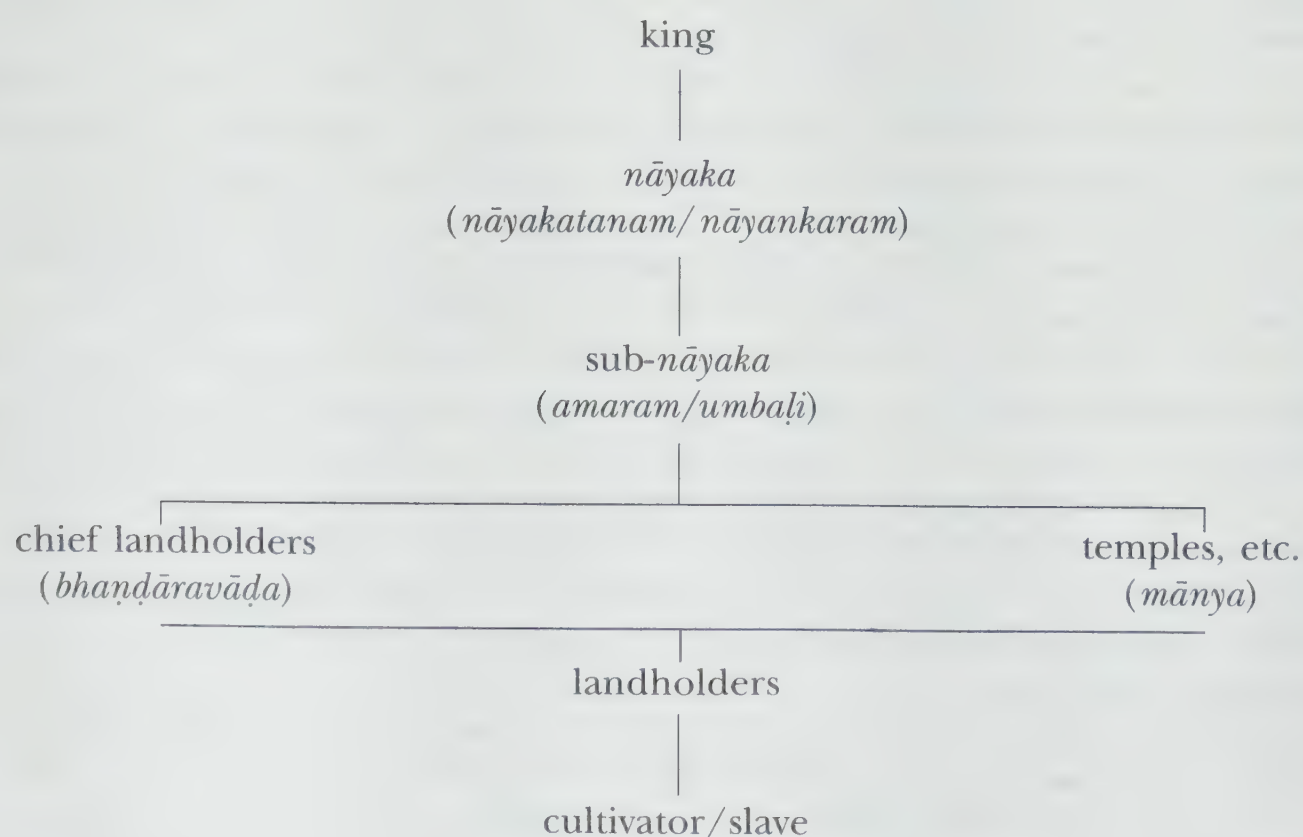 king
nāyaka
(nāyakatanam/nāyankaram)
sub-nāyaka
(amaram/umbaḷi)
chief landholders
(bhaṇḍāravāḍa)
temples, etc.
(mānya)
landholders
cultivator/slave